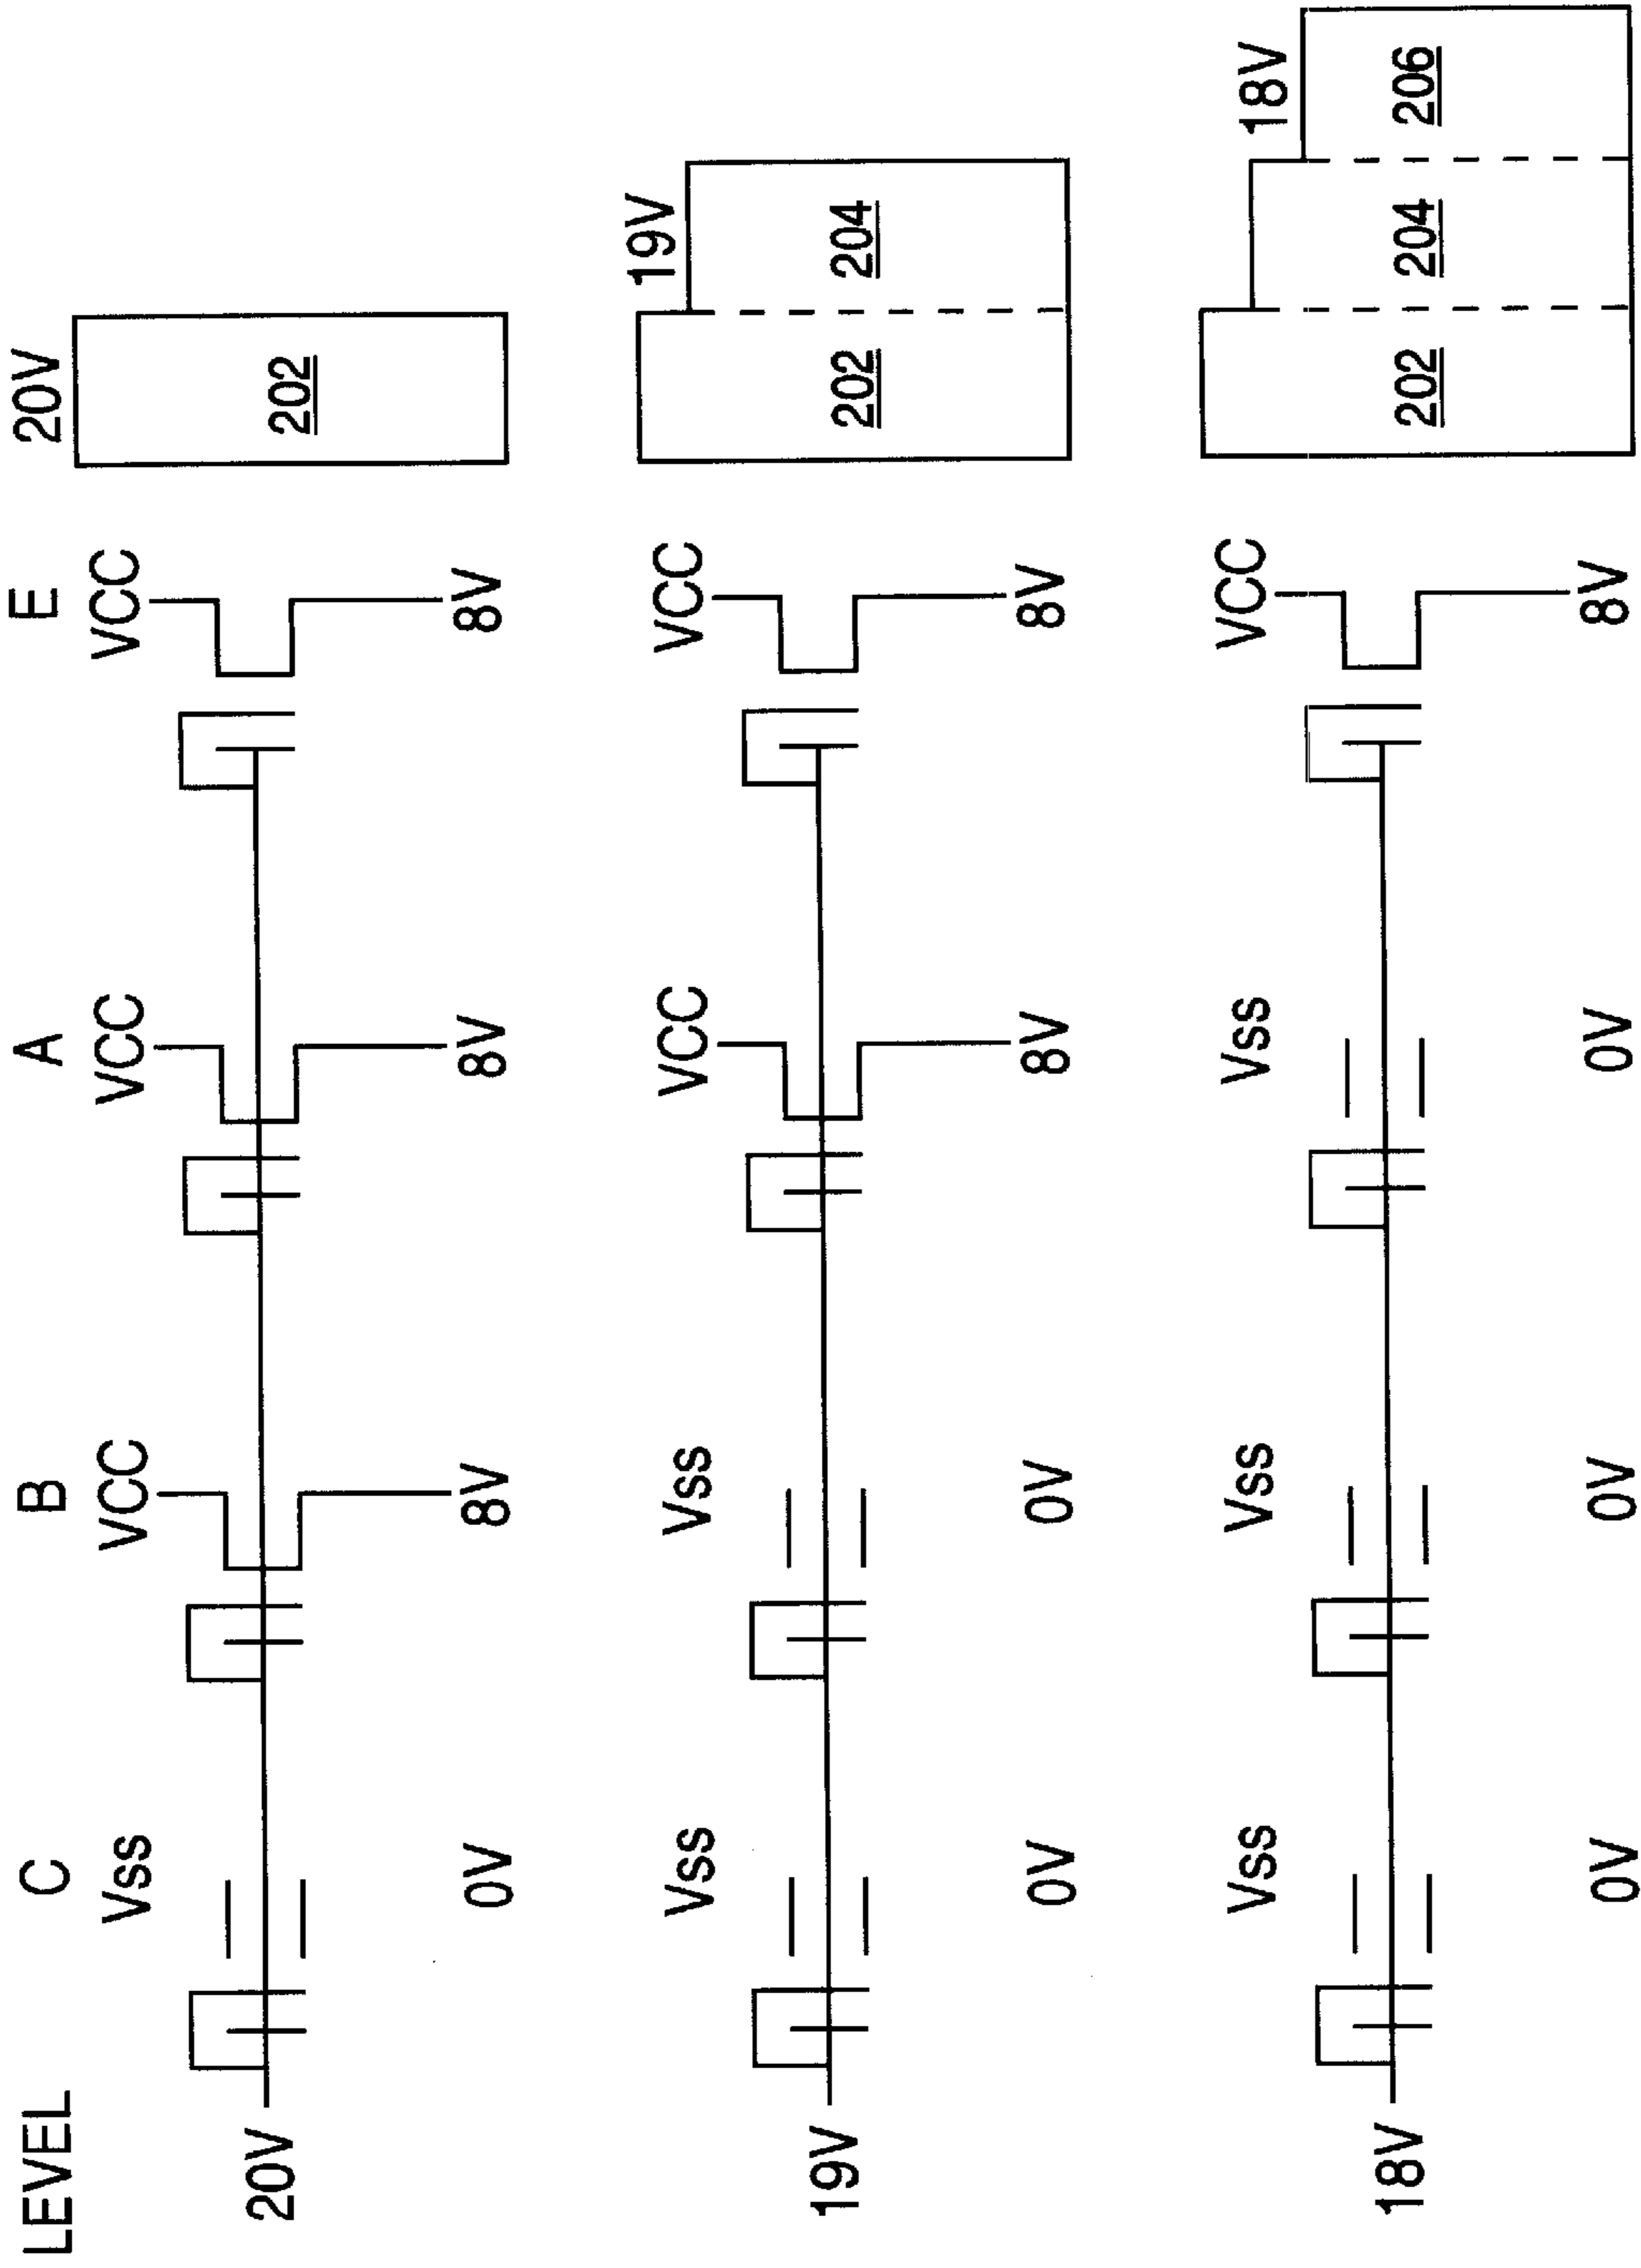 LEVEL C B A E 20V
Vss VCC VCC VCC
20V 202
0V 8V 8V 8V
Vss Vss VCC VCC 19V
19V 202 204
0V 0V 8V 8V
Vss Vss Vss VCC 18V
18V 202 204 206
0V 0V 0V 8V